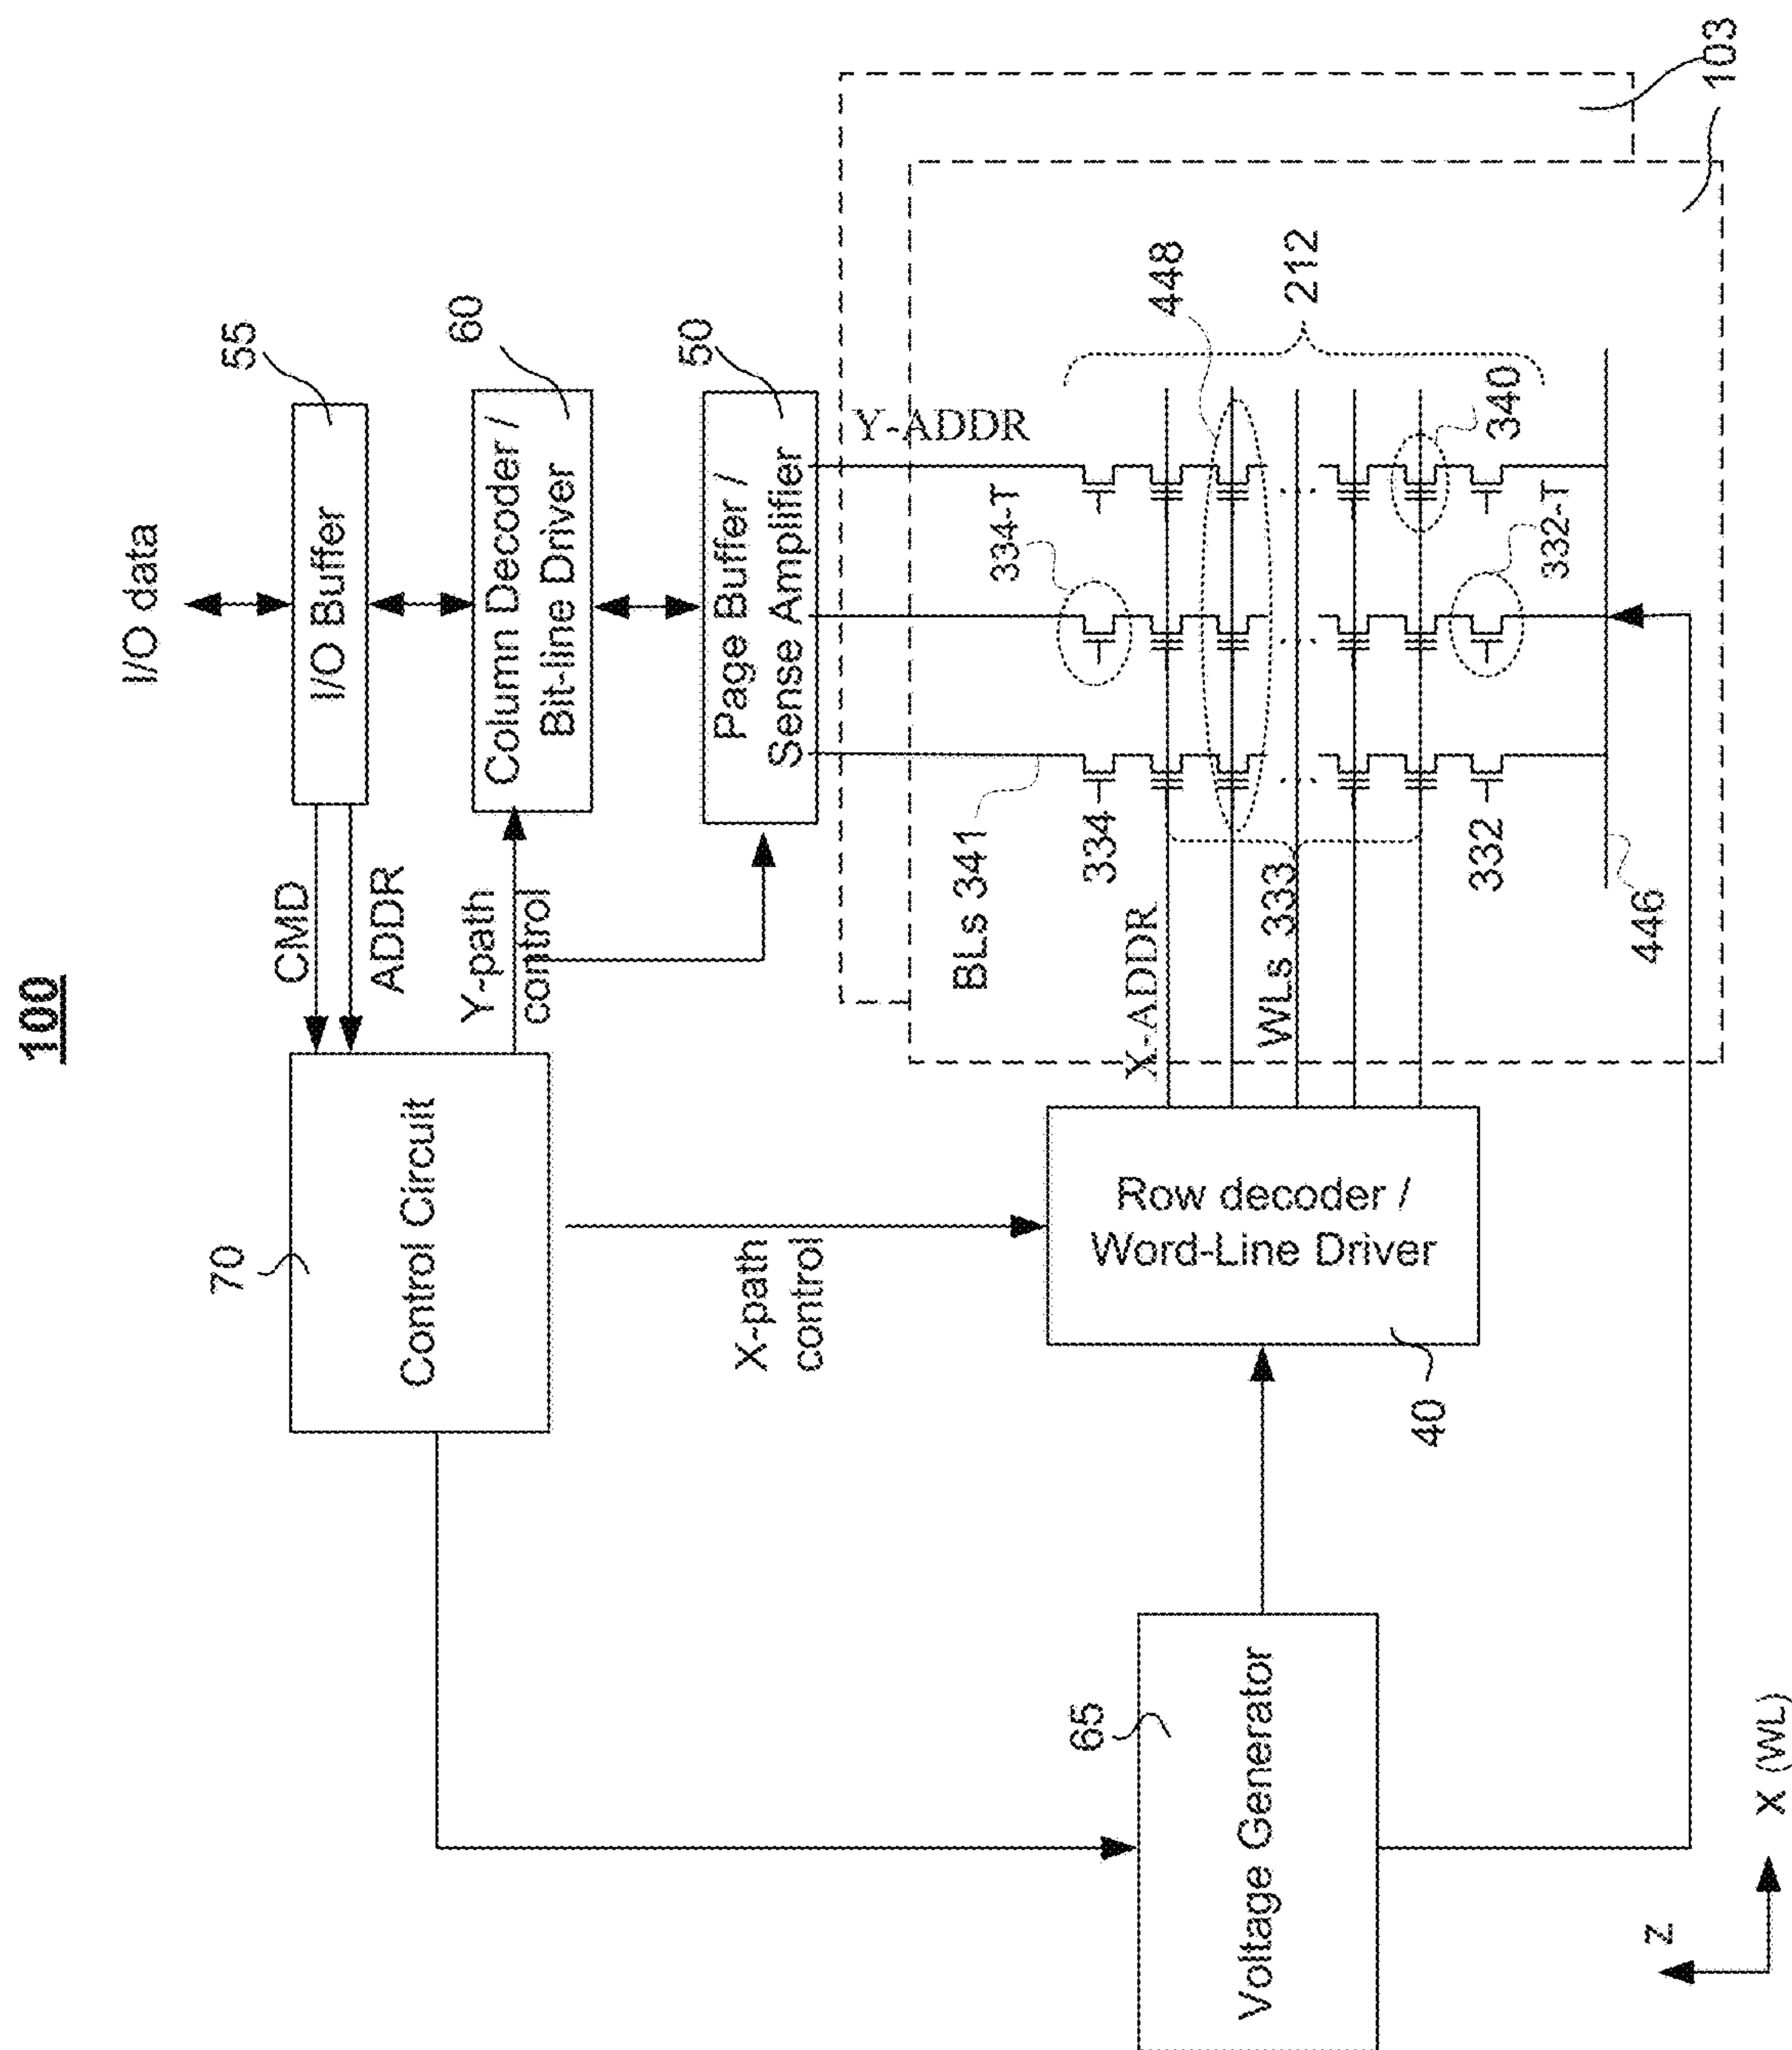 100
I/O data
I/O Buffer
55
CMD
ADDR
Control Circuit
70
Y-path
control
Column Decoder /
Bit-line Driver
60
Page Buffer /
Sense Amplifier
50
X-path
control
Y-ADDR
103
BLs 341
334-T
448
212
334
X-ADDR
WLs 333
Row decoder /
Word-Line Driver
40
340
332
332-T
446
65
Voltage Generator
Z
X (WL)